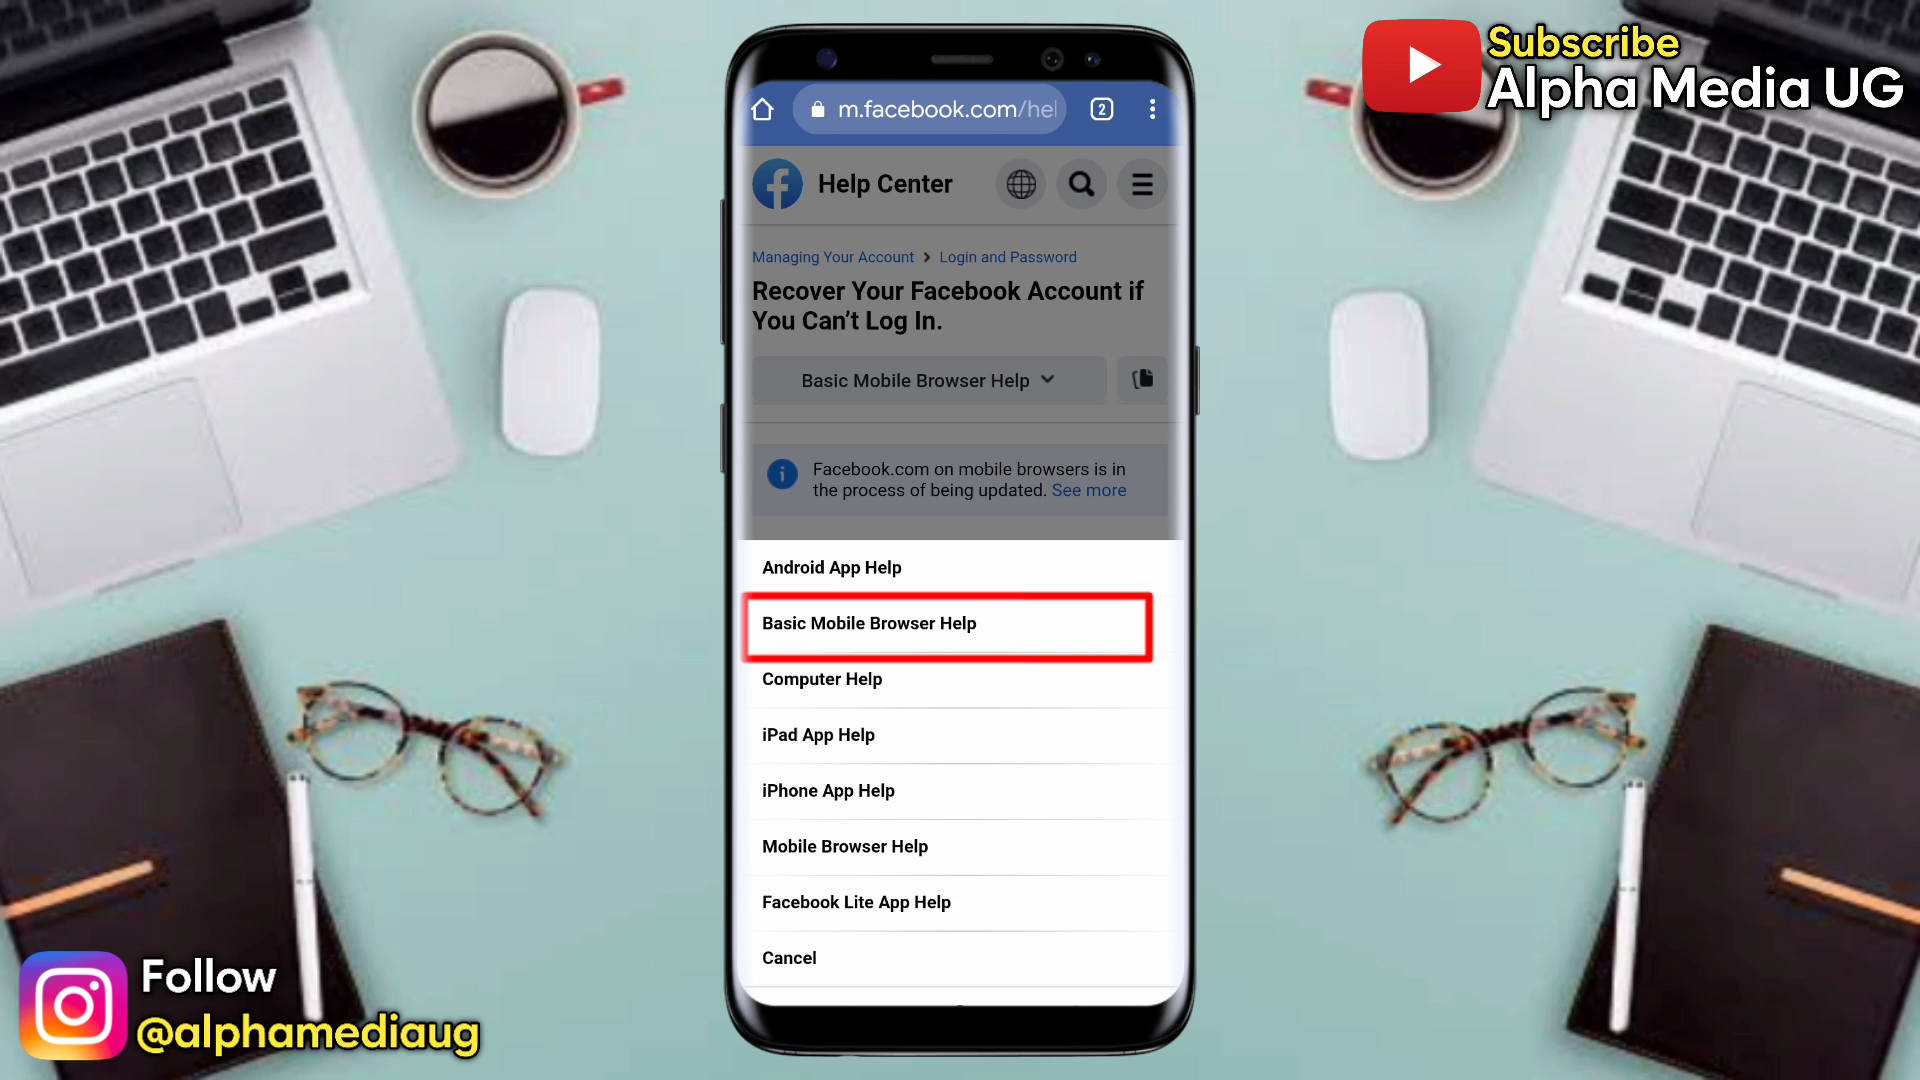 Subscribe
Alpha Media UG
m.facebook.com/hel
2
Help Center
Managing Your Account > Login and Password
Recover Your Facebook Account if
You Can’t Log In.
Basic Mobile Browser Help
Facebook.com on mobile browsers is in
the process of being updated. See more
Android App Help
Basic Mobile Browser Help
Computer Help
iPad App Help
iPhone App Help
Mobile Browser Help
Facebook Lite App Help
Cancel
Follow
@alphamediaug